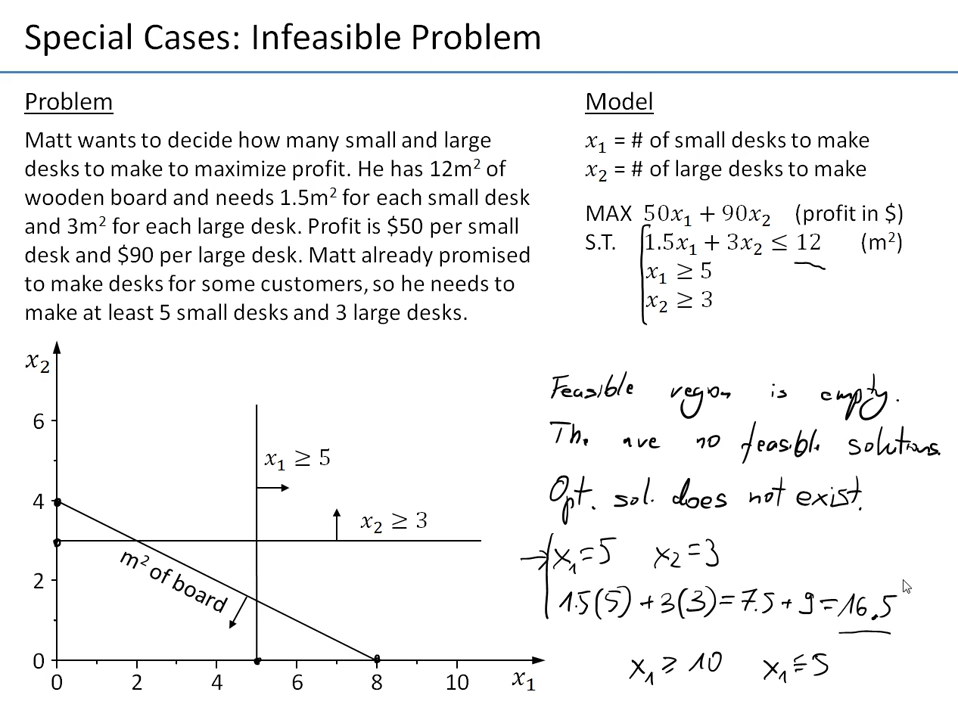 Special Cases: Infeasible Problem
Problem
Matt wants to decide how many small and large
desks to make to maximize profit. He has 12m² of
wooden board and needs 1.5m² for each small desk
and 3m² for each large desk. Profit is $50 per small
desk and $90 per large desk. Matt already promised
to make desks for some customers, so he needs to
make at least 5 small desks and 3 large desks.
Model
x₁ = # of small desks to make
x₂ = # of large desks to make
MAX 50x₁ + 90x₂ (profit in $)
S.T. 1.5x₁ + 3x₂ ≤ 12 (m²)
x₁ ≥ 5
x₂ ≥ 3
x₂
6
4
2
0
0 2 4 6 8 10 x₁
x₁ ≥ 5
x₂ ≥ 3
m² of board
Feasible region is empty.
are no feasible solutions
Opt. sol. does not exist.
→ x₁=5 x₂=3
1.5(5)+3(3)=7.5+9=16.5
x₁ ≥ 10 x₁ ≤ 5